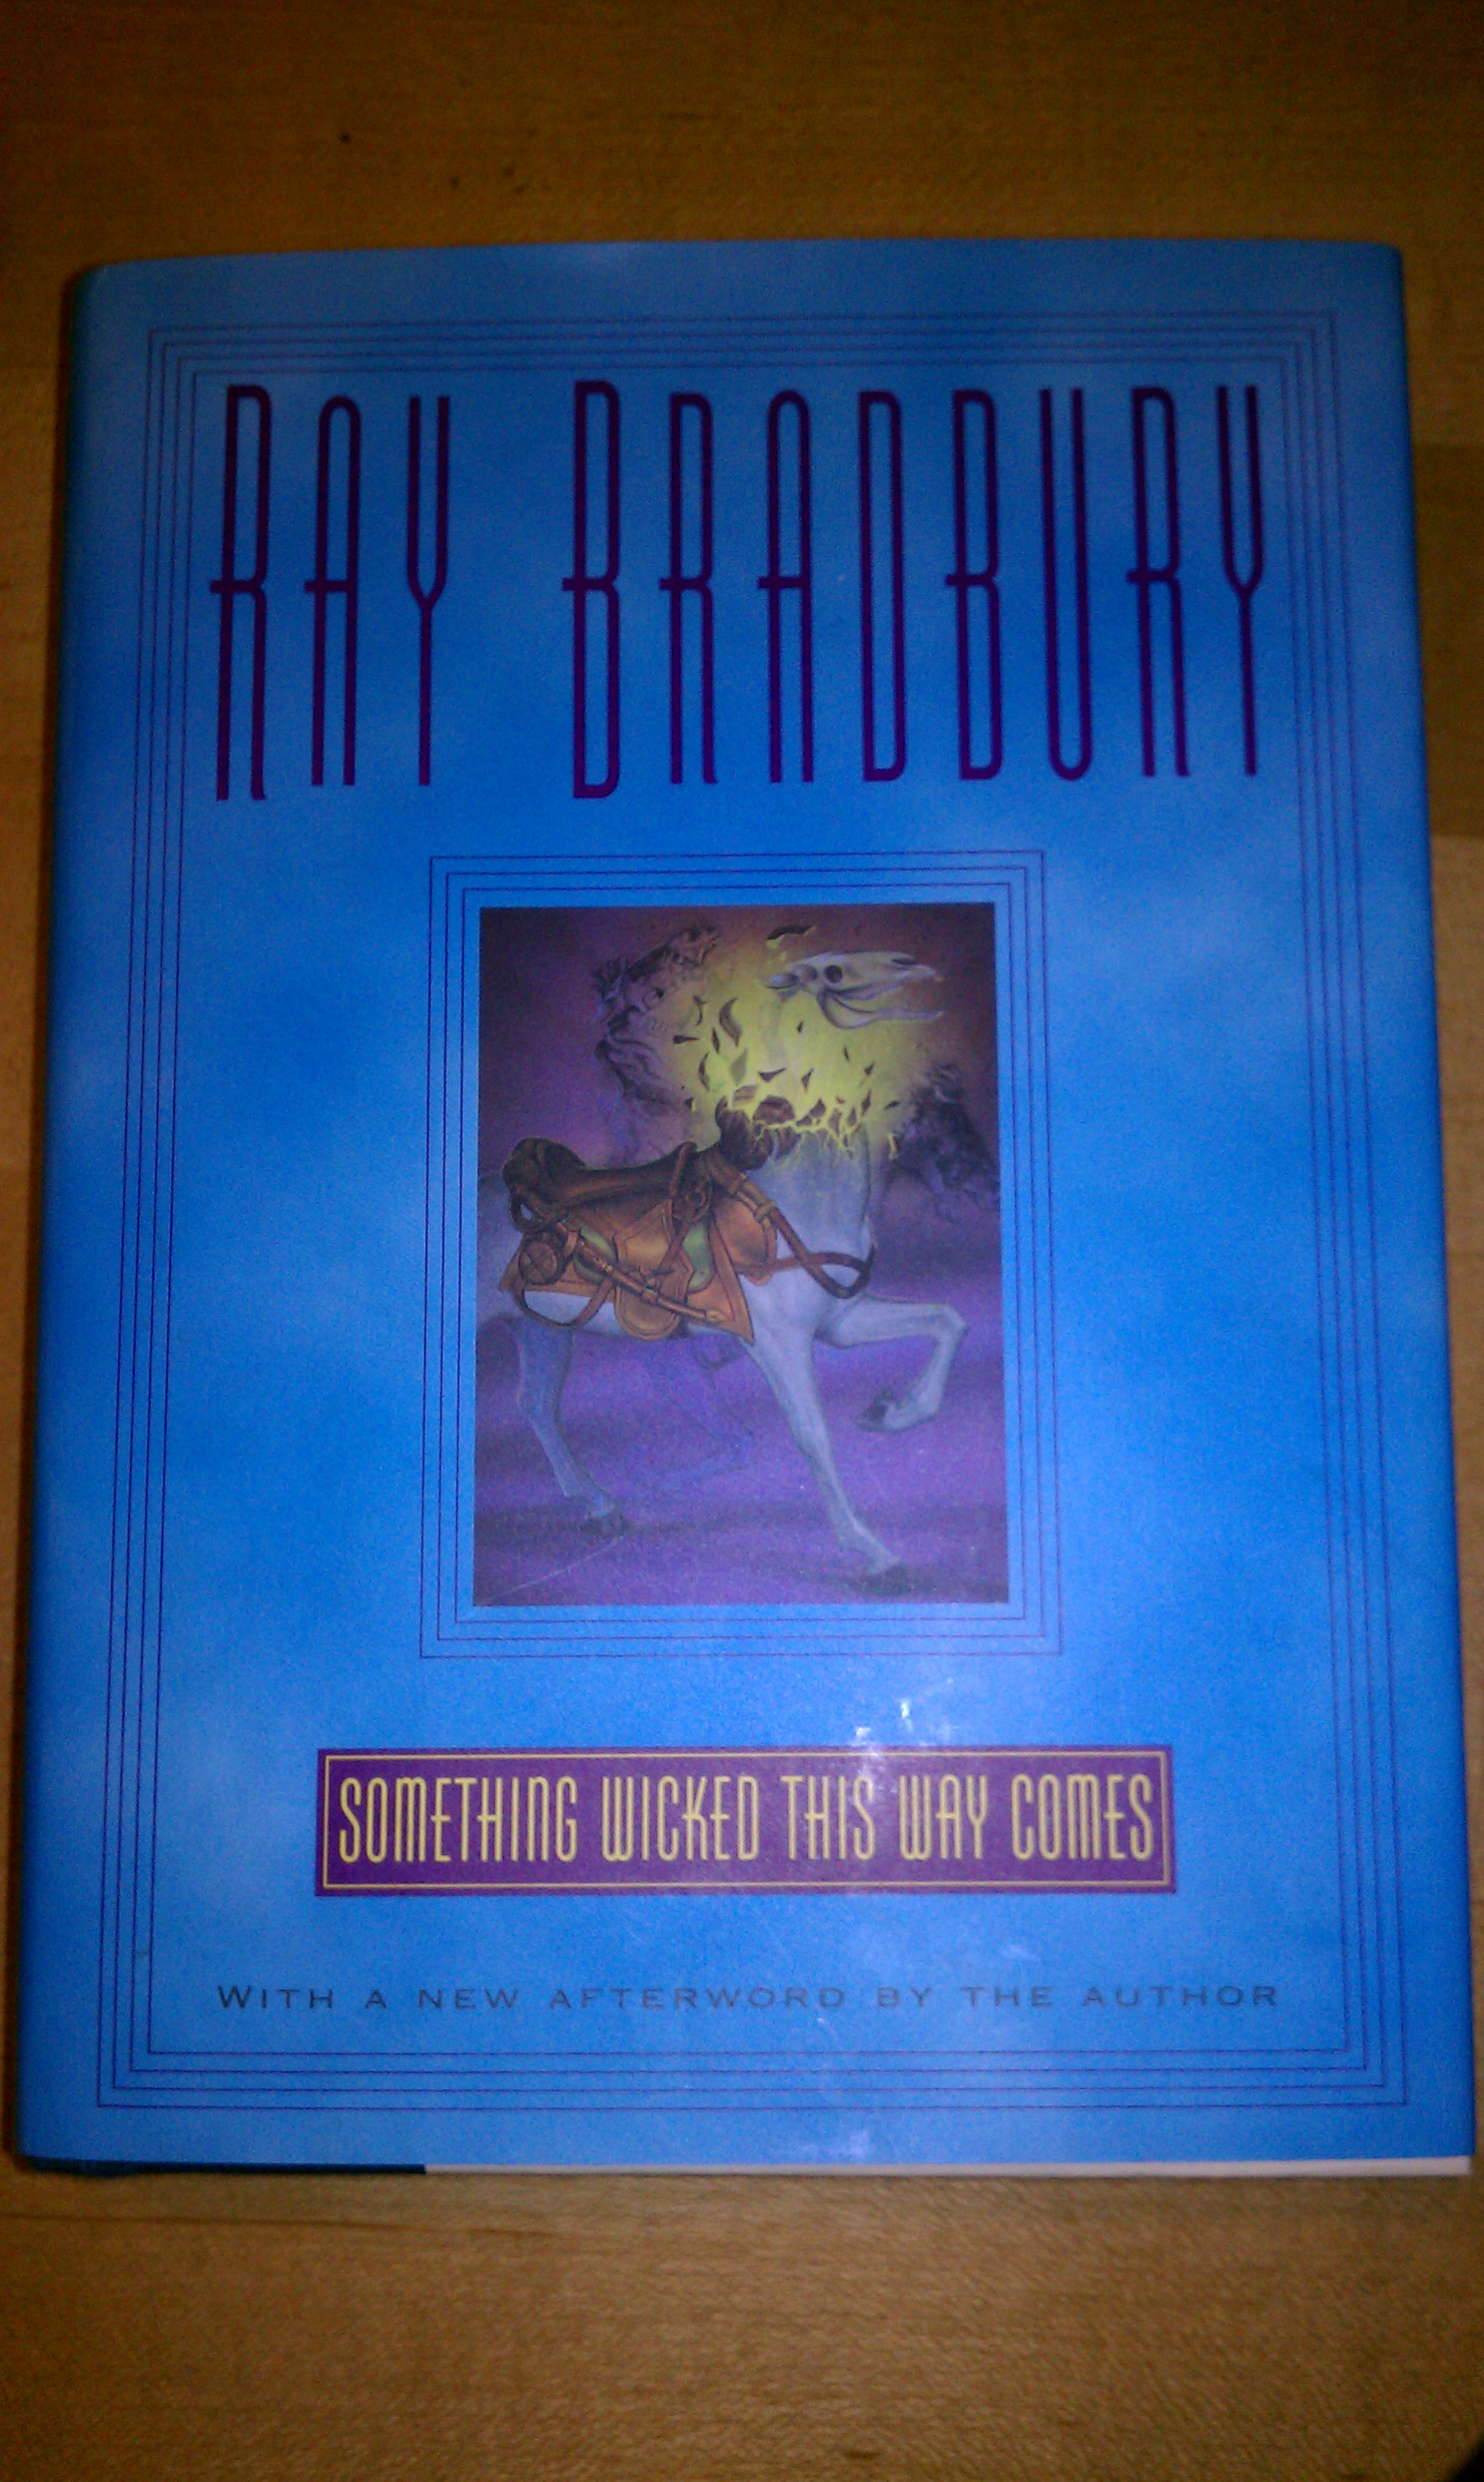 RAY BRADBURY
SOMETHING WICKED THIS WAY COMES
WITH A NEW AFTERWORD BY THE AUTHOR